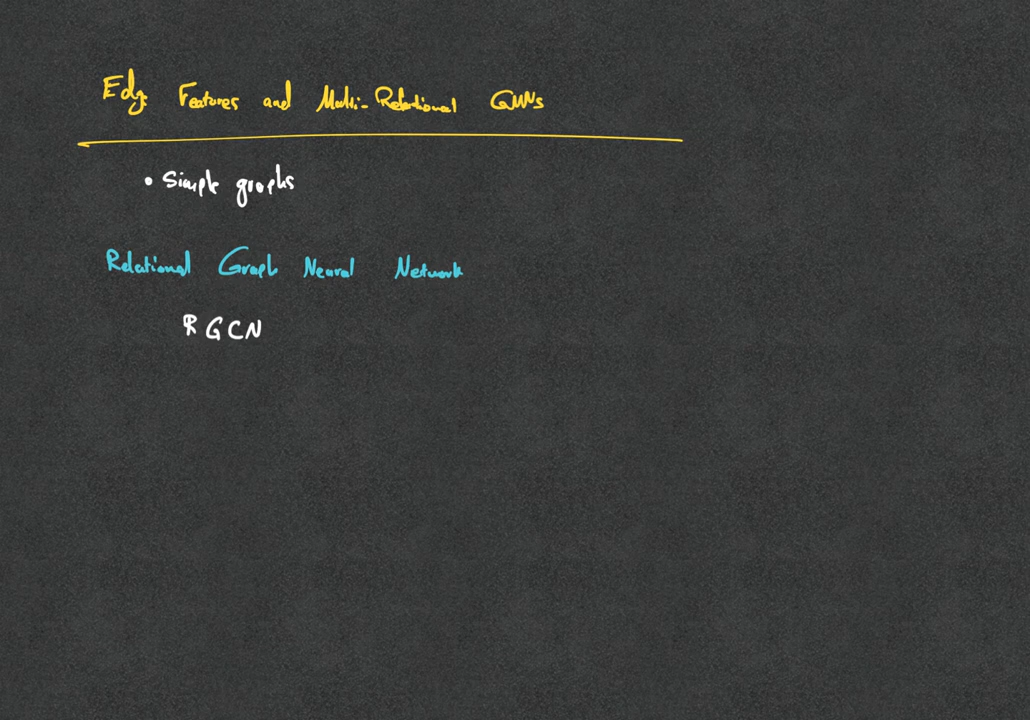 Edge Features and Multi-Relational GNNs
• Simple graphs
Relational Graph Neural Network
RGCN